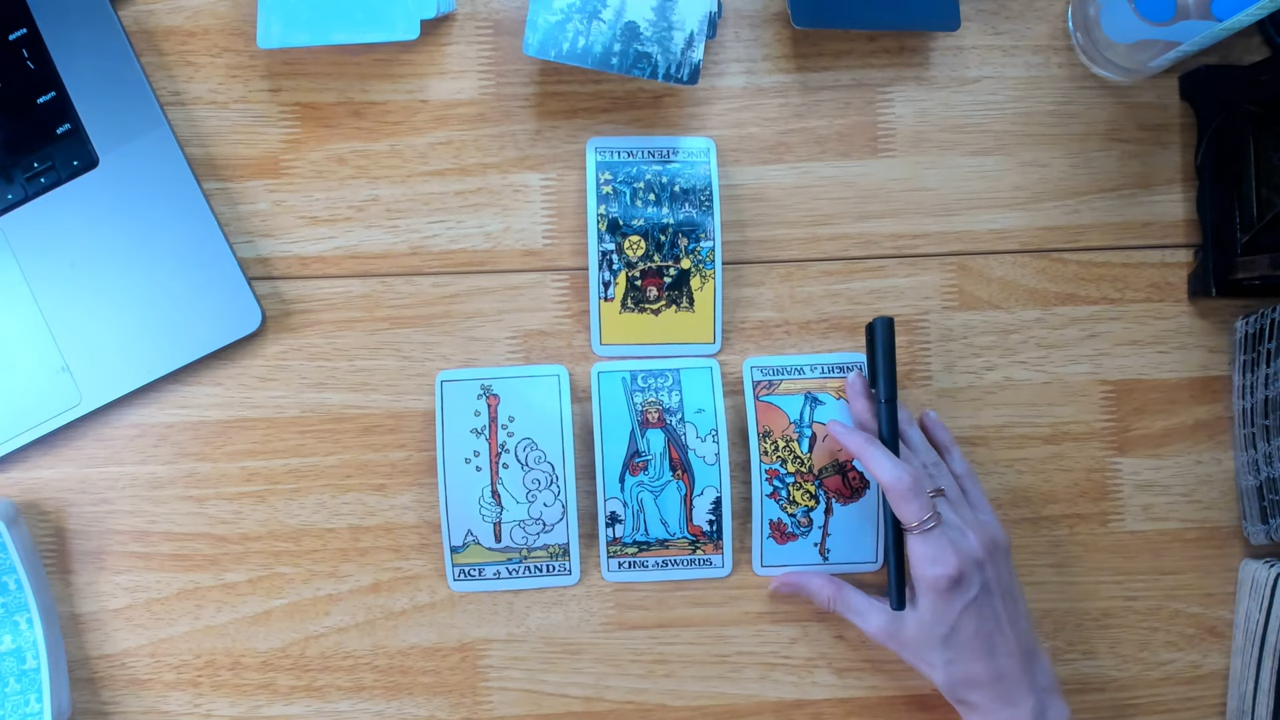 delete
return
shift
KING of PENTACLES.
ACE of WANDS.
KING of SWORDS.
KNIGHT of WANDS.